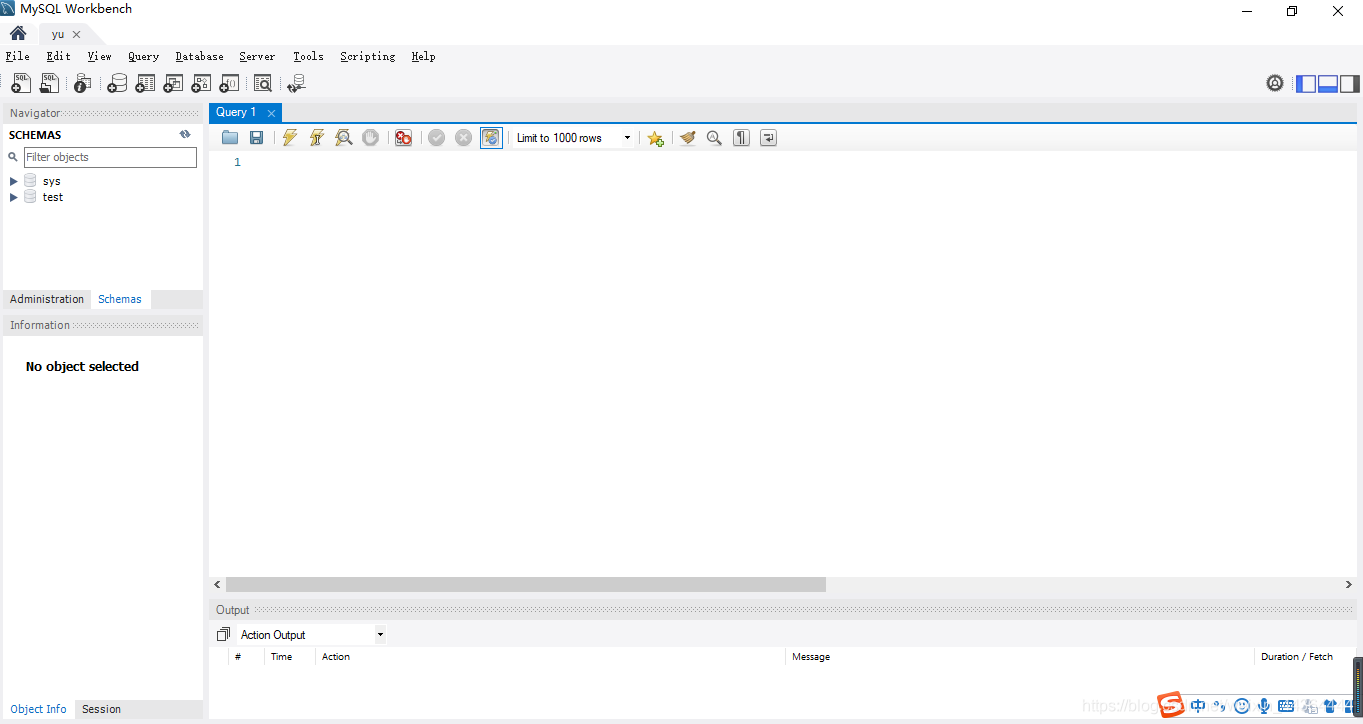 MySQL Workbench
yu
File Edit View Query Database Server Tools Scripting Help
SQL SQL
Navigator
SCHEMAS
Filter objects
sys
test
Administration Schemas
Information
No object selected
Object Info Session
Query 1
Limit to 1000 rows
1
Output
Action Output
# Time Action Message Duration / Fetch
https://blog
中